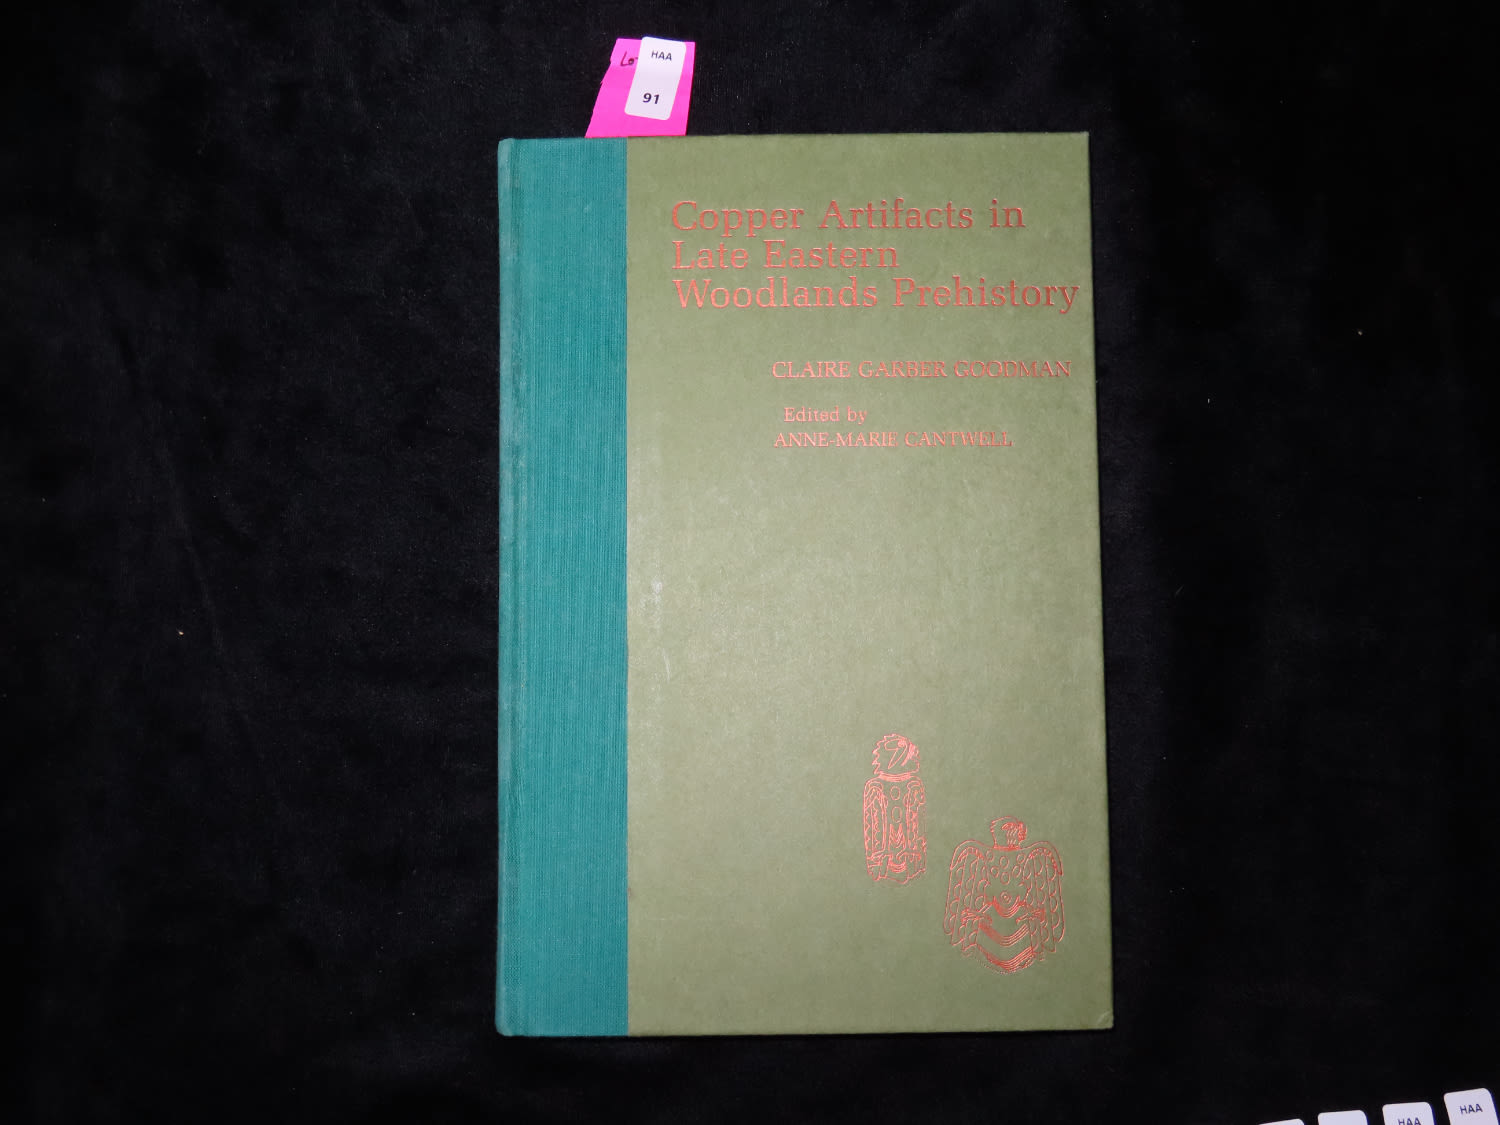 HAA
91
Copper Artifacts in
Late Eastern
Woodlands Prehistory
CLAIRE GARBER GOODMAN
Edited by
ANNE-MARIE CANTWELL
HAA
HAA